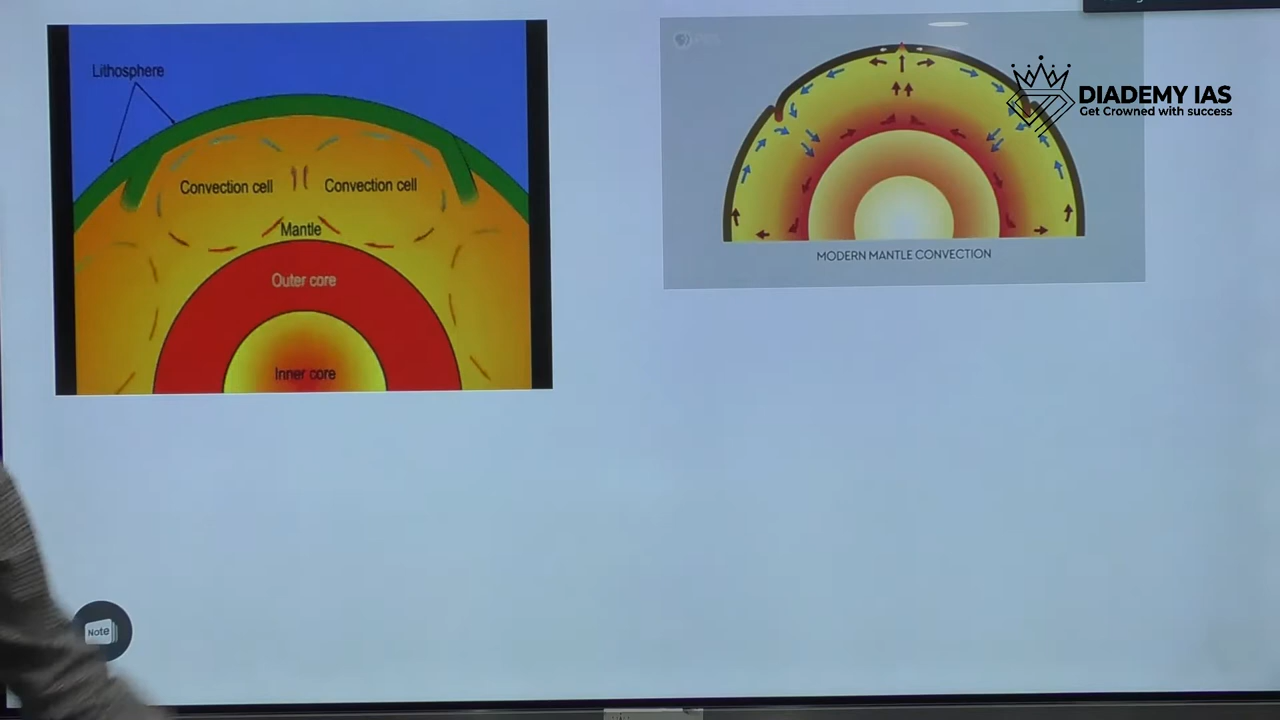 Lithosphere
Convection cell
Convection cell
Mantle
Outer core
Inner core
MODERN MANTLE CONVECTION
DIADEMY IAS
Get Crowned with success
Note